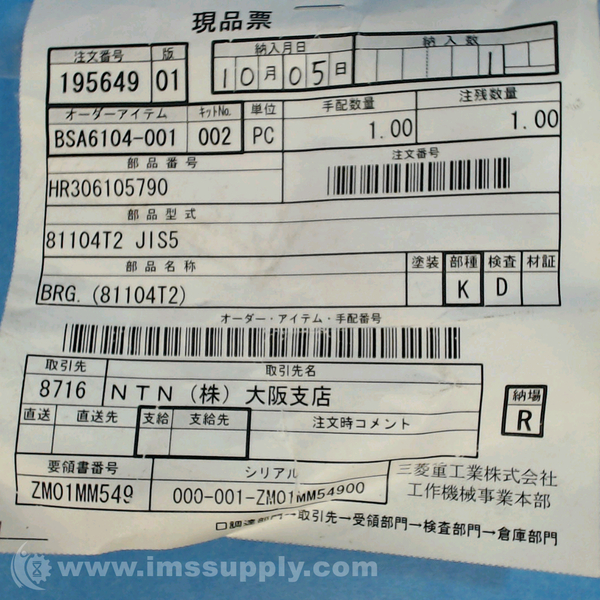 現品票
注文番号 版 納入月日 納入数
195649 01 10月05日 1
オーダーアイテム キットNo. 単位 手配数量 注残数量
BSA6104-001 002 PC 1.00 1.00
部品番号 注文番号
HR306105790
部品型式
81104T2 JIS5
部品名称 塗装 部種 検査 材証
BRG. (81104T2) K D
オーダー・アイテム・手配番号
取引先 取引先名
8716 NTN (株) 大阪支店 納場
直送 直送先 支給 支給先 注文時コメント R
要領書番号 シリアル 三菱重工業株式会社
ZM01MM549 000-001-ZM01MM54900 工作機械事業本部
→取引先→受領部門→検査部門→倉庫部門
www.imssupply.com